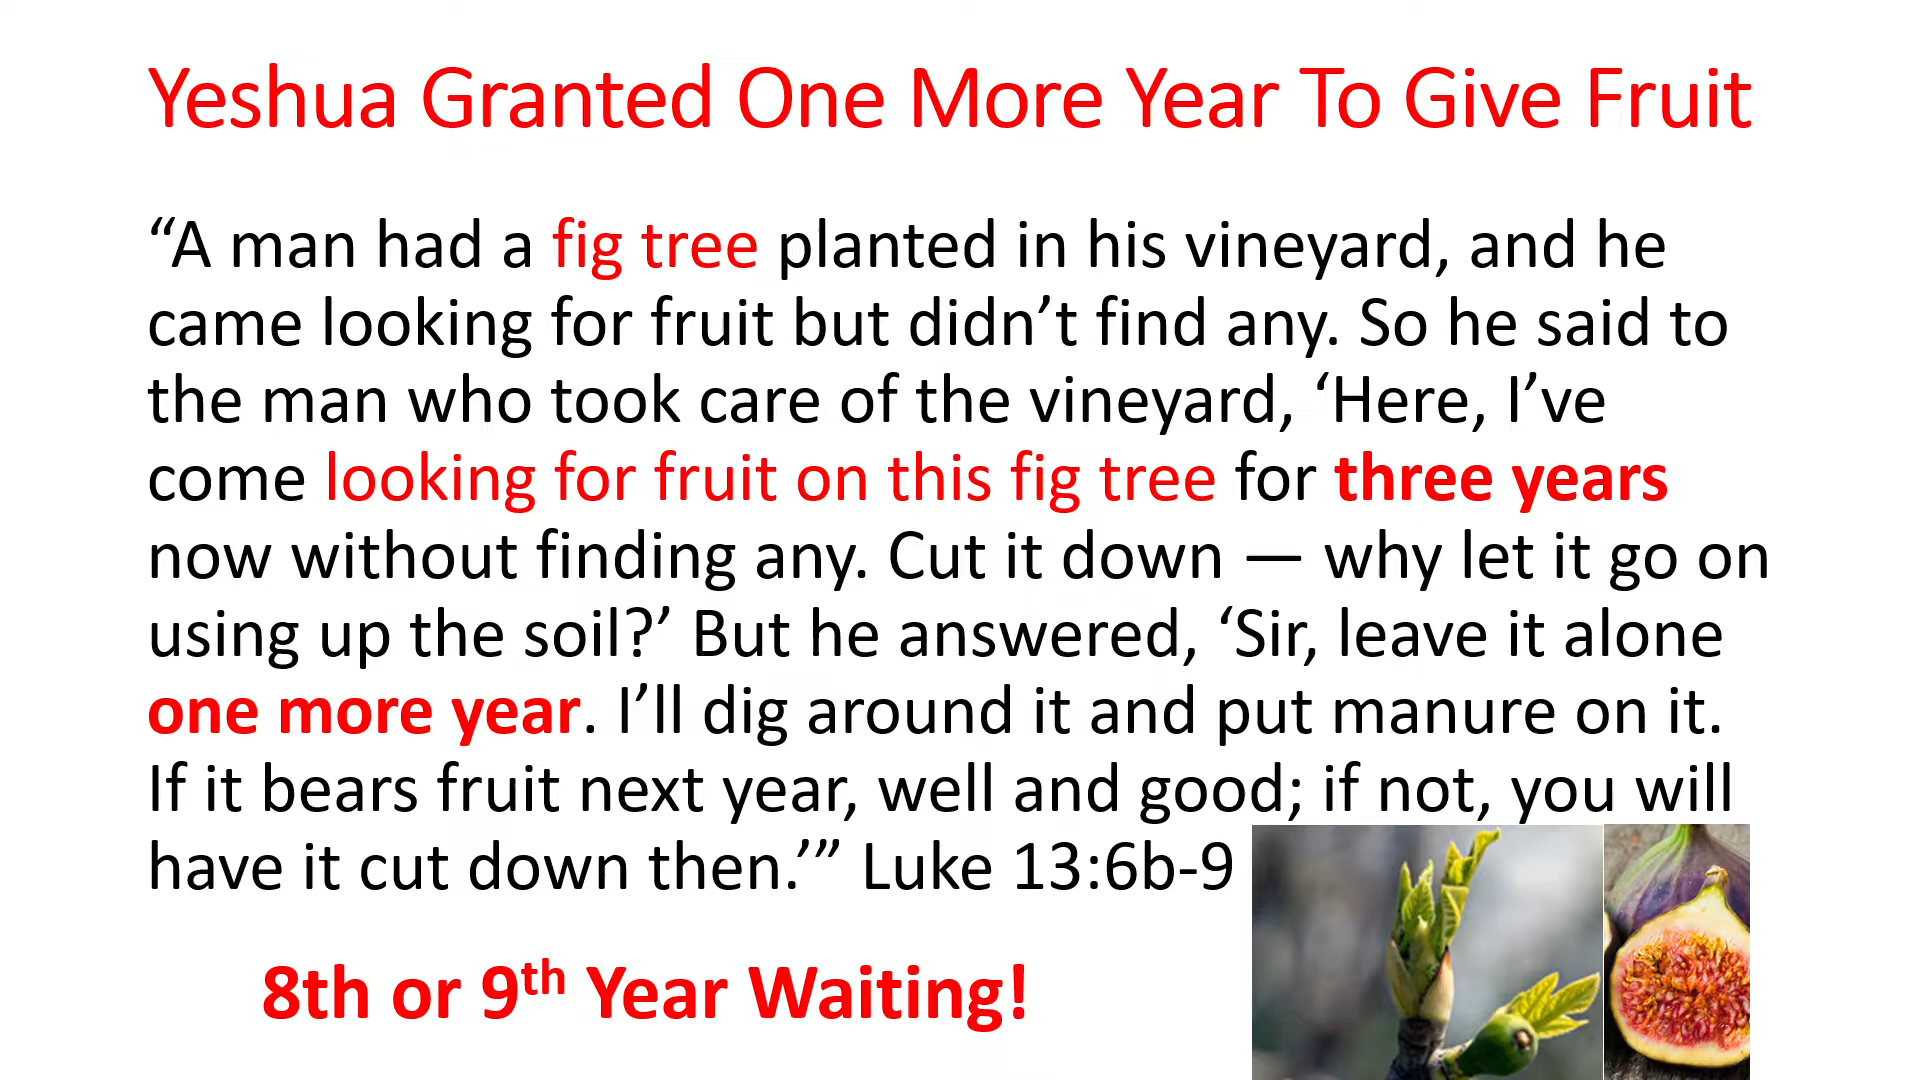 Yeshua Granted One More Year To Give Fruit
“A man had a fig tree planted in his vineyard, and he
came looking for fruit but didn’t find any. So he said to
the man who took care of the vineyard, ‘Here, I’ve
come looking for fruit on this fig tree for three years
now without finding any. Cut it down — why let it go on
using up the soil?’ But he answered, ‘Sir, leave it alone
one more year. I’ll dig around it and put manure on it.
If it bears fruit next year, well and good; if not, you will
have it cut down then.’” Luke 13:6b-9
8th or 9th Year Waiting!